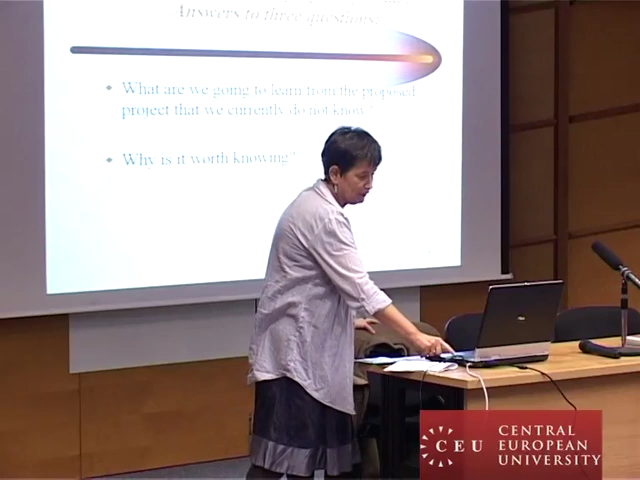 Answers to three questions:
• What are we going to learn from the proposed
project that we currently do not know?
• Why is it worth knowing?
CEU
CENTRAL
EUROPEAN
UNIVERSITY